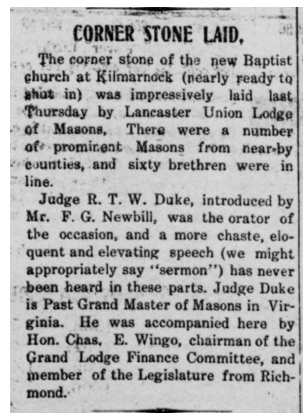 CORNER STONE LAID.
The corner stone of the new Baptist
church at Kilmarnock (nearly ready to
shut in) was impressively laid last
Thursday by Lancaster Union Lodge
of Masons. There were a number
of prominent Masons from near-by
counties, and sixty brethren were in
line.
Judge R. T. W. Duke, introduced by
Mr. F. G. Newbill, was the orator of
the occasion, and a more chaste, elo-
quent and elevating speech (we might
appropriately say "sermon") has never
been heard in these parts. Judge Duke
is Past Grand Master of Masons in Vir-
ginia. He was accompanied here by
Hon. Chas. E. Wingo, chairman of the
Grand Lodge Finance Committee, and
member of the Legislature from Rich-
mond.